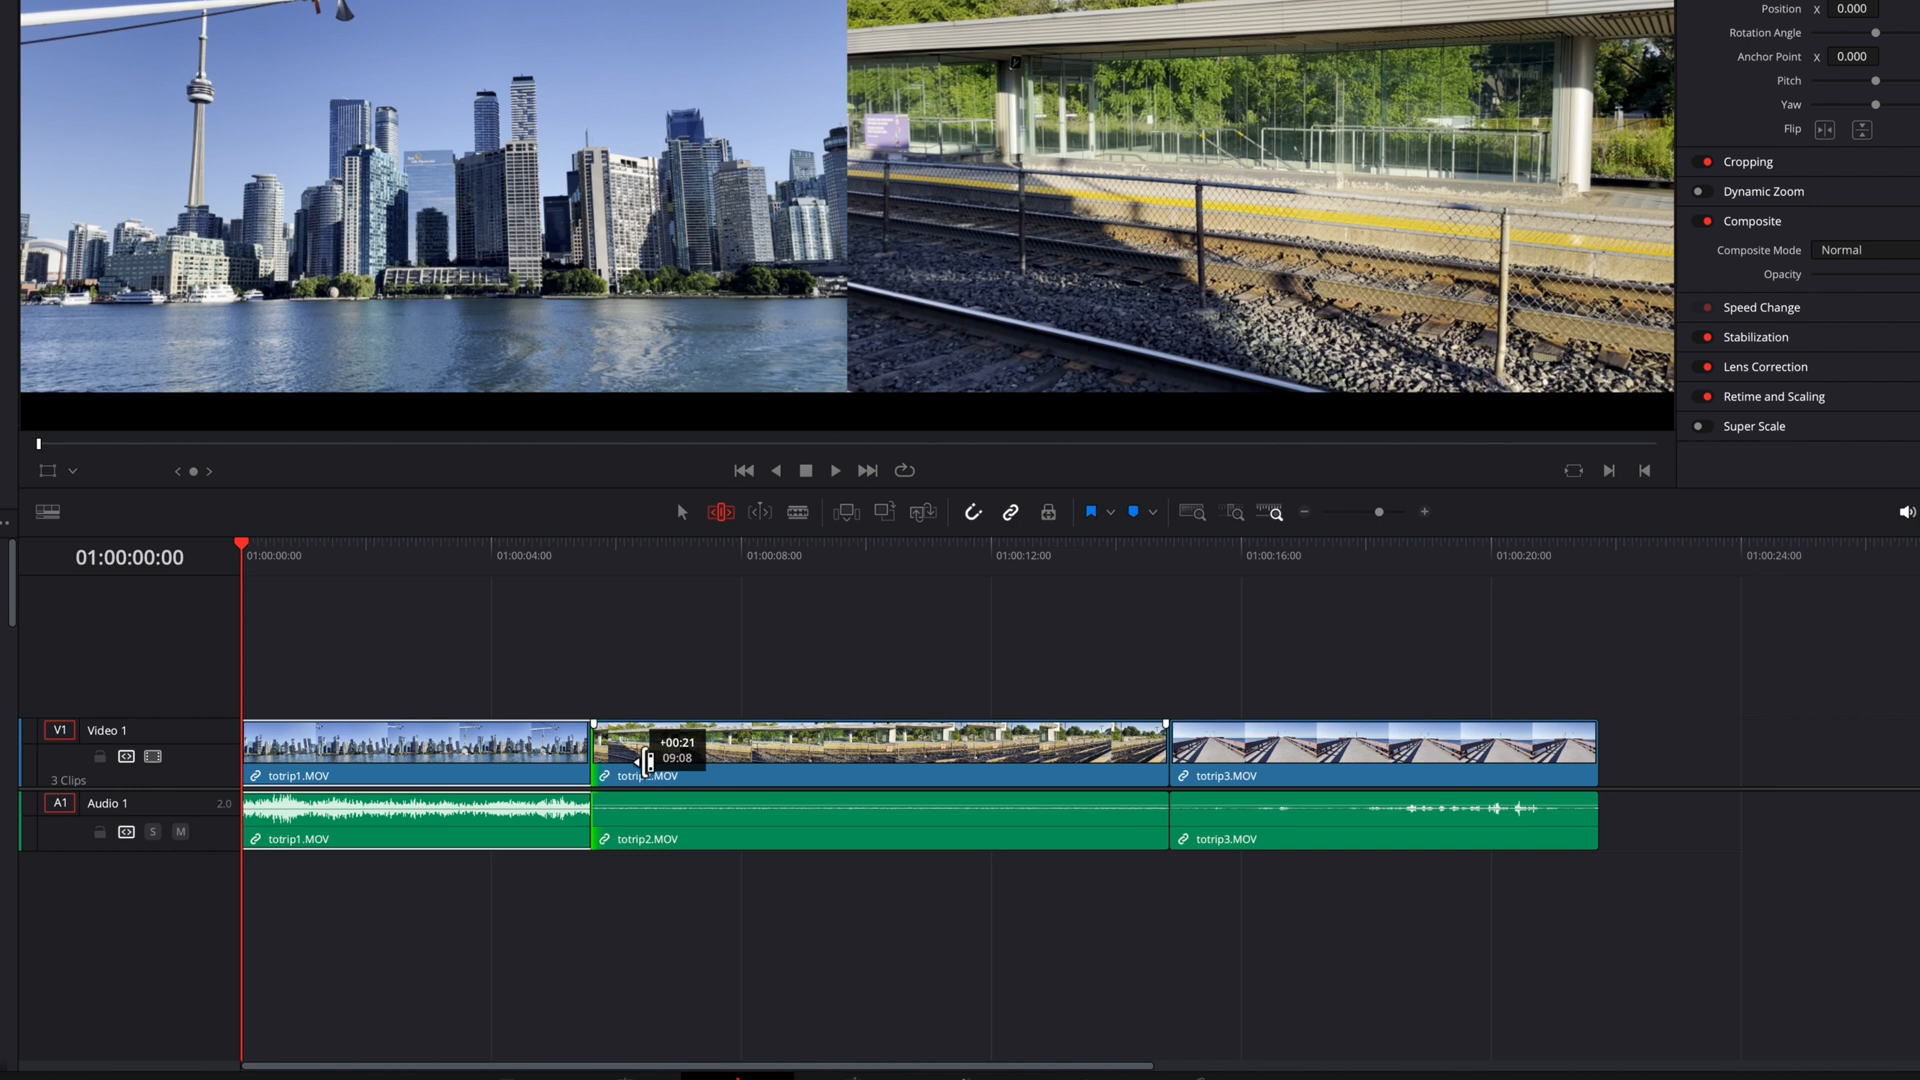 Position X 0.000
Rotation Angle
Anchor Point X 0.000
Pitch
Yaw
Flip
Cropping
Dynamic Zoom
Composite
Composite Mode Normal
Opacity
Speed Change
Stabilization
Lens Correction
Retime and Scaling
Super Scale
01:00:00:00
01:00:00:00 01:00:04:00 01:00:08:00 01:00:12:00 01:00:16:00 01:00:20:00 01:00:24:00
V1 Video 1
3 Clips
+00:21
09:08
totrip1.MOV
totrip2.MOV
totrip3.MOV
A1 Audio 1 2.0
S M
totrip1.MOV
totrip2.MOV
totrip3.MOV